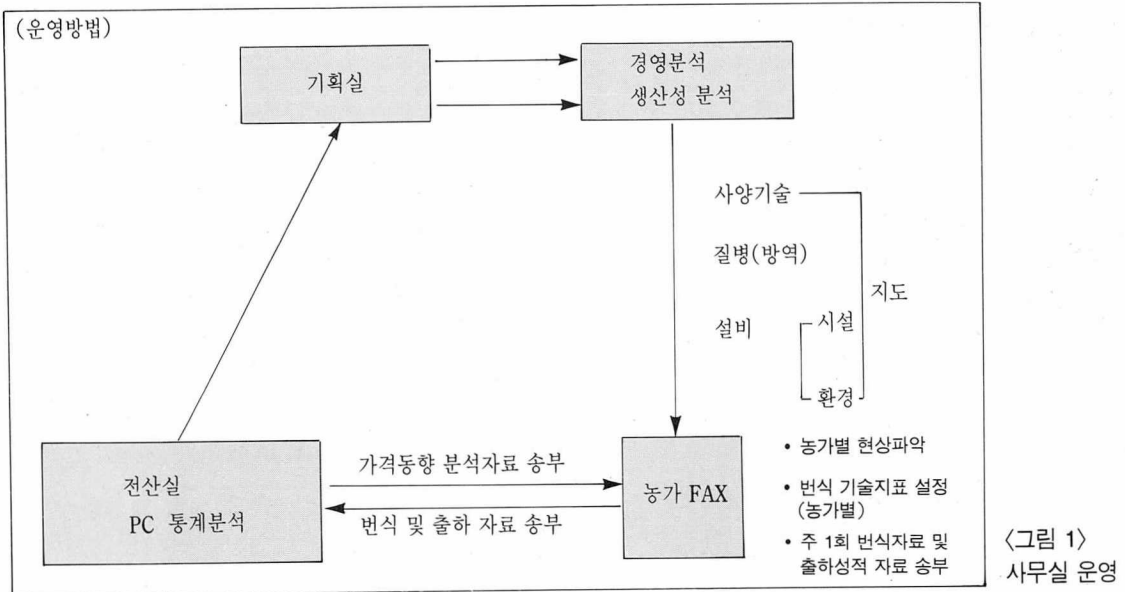 (운영방법)
기획실
경영분석
생산성 분석
사양기술
질병(방역)
지도
설비
시설
환경
전산실
PC 통계분석
가격동향 분석자료 송부
번식 및 출하 자료 송부
농가 FAX
• 농가별 현상파악
• 번식 기술지표 설정
(농가별)
• 주 1회 번식자료 및
출하성적 자료 송부
〈그림 1〉
사무실 운영